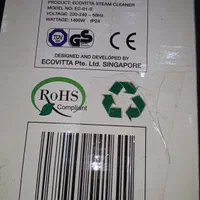 PRODUCT: ECOVITTA STEAM CLEANER
MODEL NO: EC-01-E
VOLTAGE: 220-240 ~ 50Hz
WATTAGE: 1400W IPX4
GS
DESIGNED AND DEVELOPED BY
ECOVITTA Pte. Ltd. SINGAPORE
RoHS
Compliant